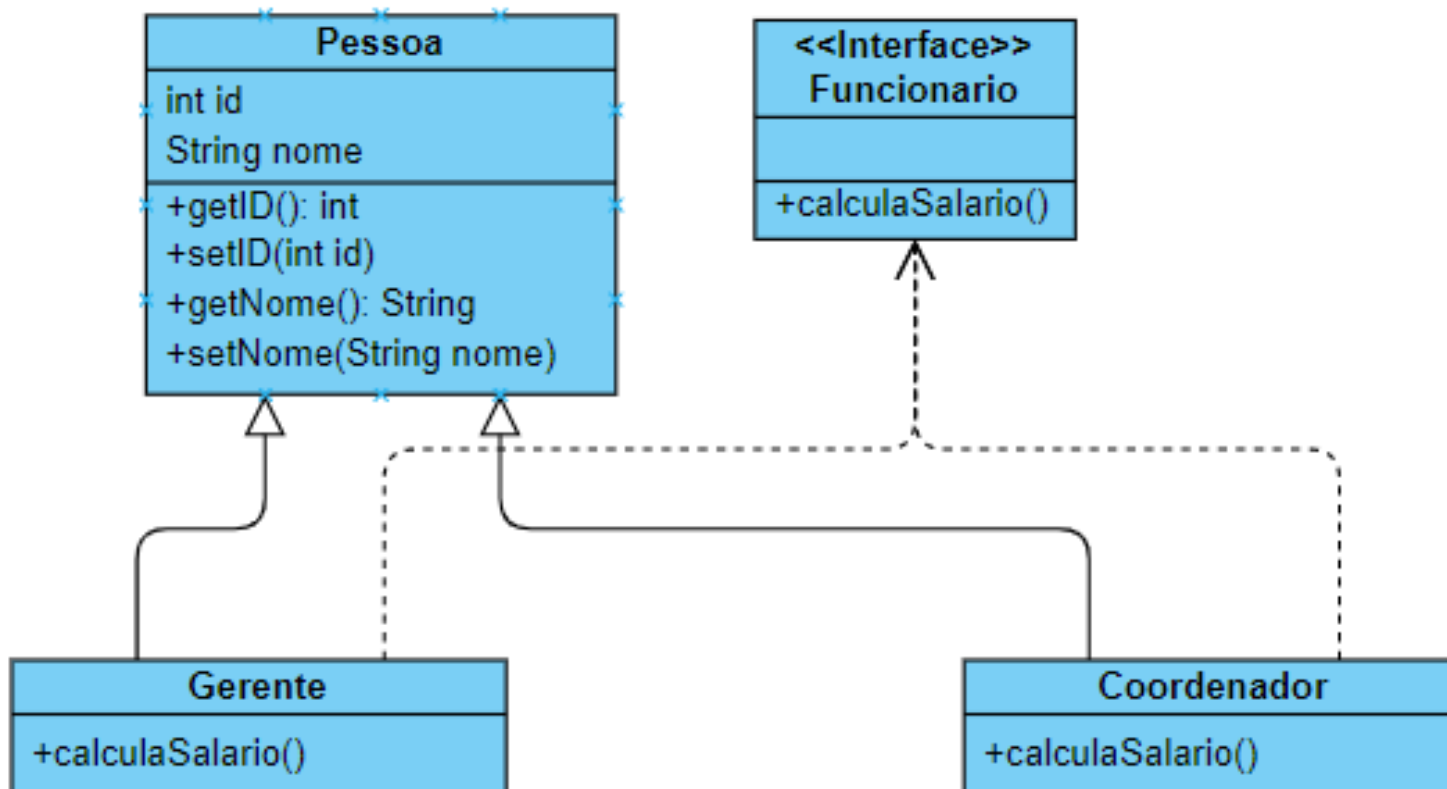 Pessoa
int id
String nome
+getID(): int
+setID(int id)
+getNome(): String
+setNome(String nome)
<<Interface>>
Funcionario
+calculaSalario()
Gerente
+calculaSalario()
Coordenador
+calculaSalario()